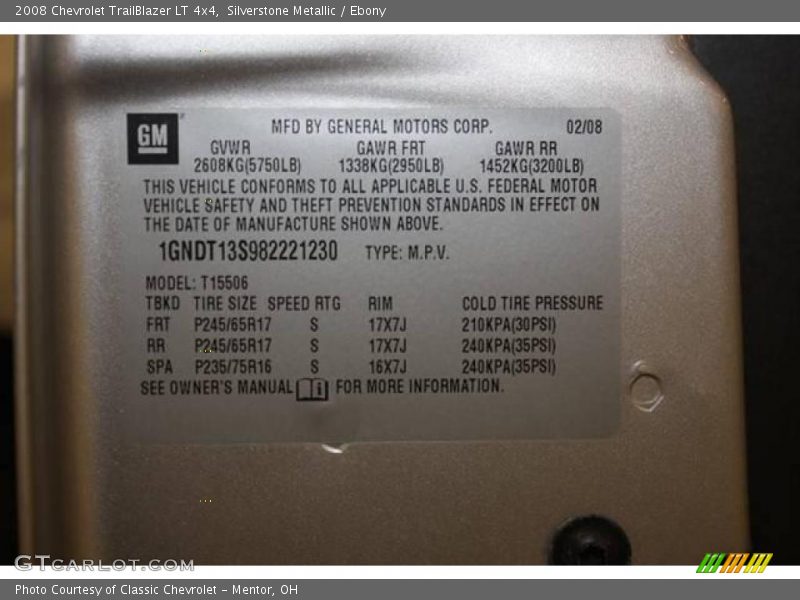 2008 Chevrolet TrailBlazer LT 4x4, Silverstone Metallic / Ebony
GM
MFD BY GENERAL MOTORS CORP. 02/08
GVWR GAWR FRT GAWR RR
2608KG(5750LB) 1338KG(2950LB) 1452KG(3200LB)
THIS VEHICLE CONFORMS TO ALL APPLICABLE U.S. FEDERAL MOTOR
VEHICLE SAFETY AND THEFT PREVENTION STANDARDS IN EFFECT ON
THE DATE OF MANUFACTURE SHOWN ABOVE.
1GNDT13S982221230 TYPE: M.P.V.
MODEL: T15506
TBKD TIRE SIZE SPEED RTG RIM COLD TIRE PRESSURE
FRT P245/65R17 S 17X7J 210KPA(30PSI)
RR P245/65R17 S 17X7J 240KPA(35PSI)
SPA P235/75R16 S 16X7J 240KPA(35PSI)
SEE OWNER'S MANUAL i FOR MORE INFORMATION.
GTCARLOT.COM
Photo Courtesy of Classic Chevrolet - Mentor, OH